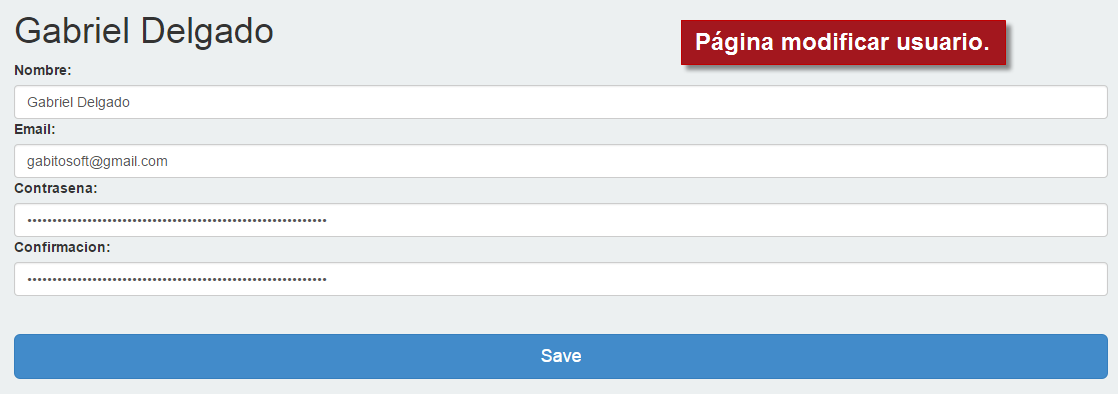 Gabriel Delgado
Página modificar usuario.
Nombre:
Gabriel Delgado
Email:
gabitosoft@gmail.com
Contrasena:
Confirmacion:
Save